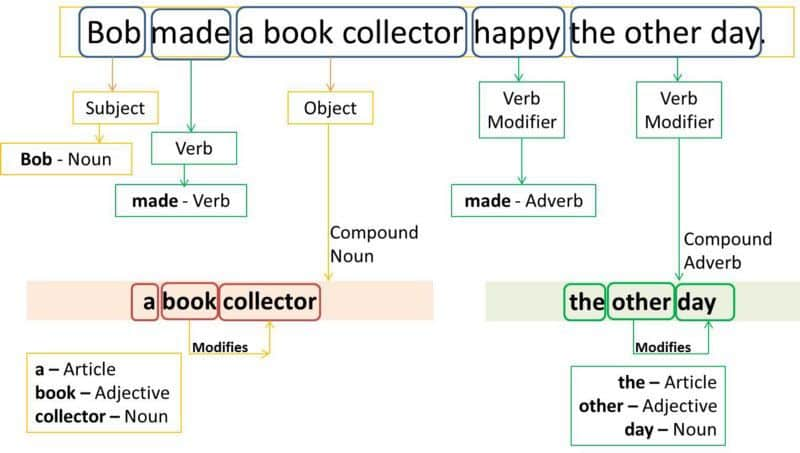 Bob made a book collector happy the other day.
Subject
Object
Verb
Modifier
Verb
Modifier
Bob - Noun
Verb
made - Verb
made - Adverb
Compound
Noun
Compound
Adverb
a book collector
the other day
Modifies
Modifies
a – Article
book – Adjective
collector – Noun
the – Article
other – Adjective
day – Noun